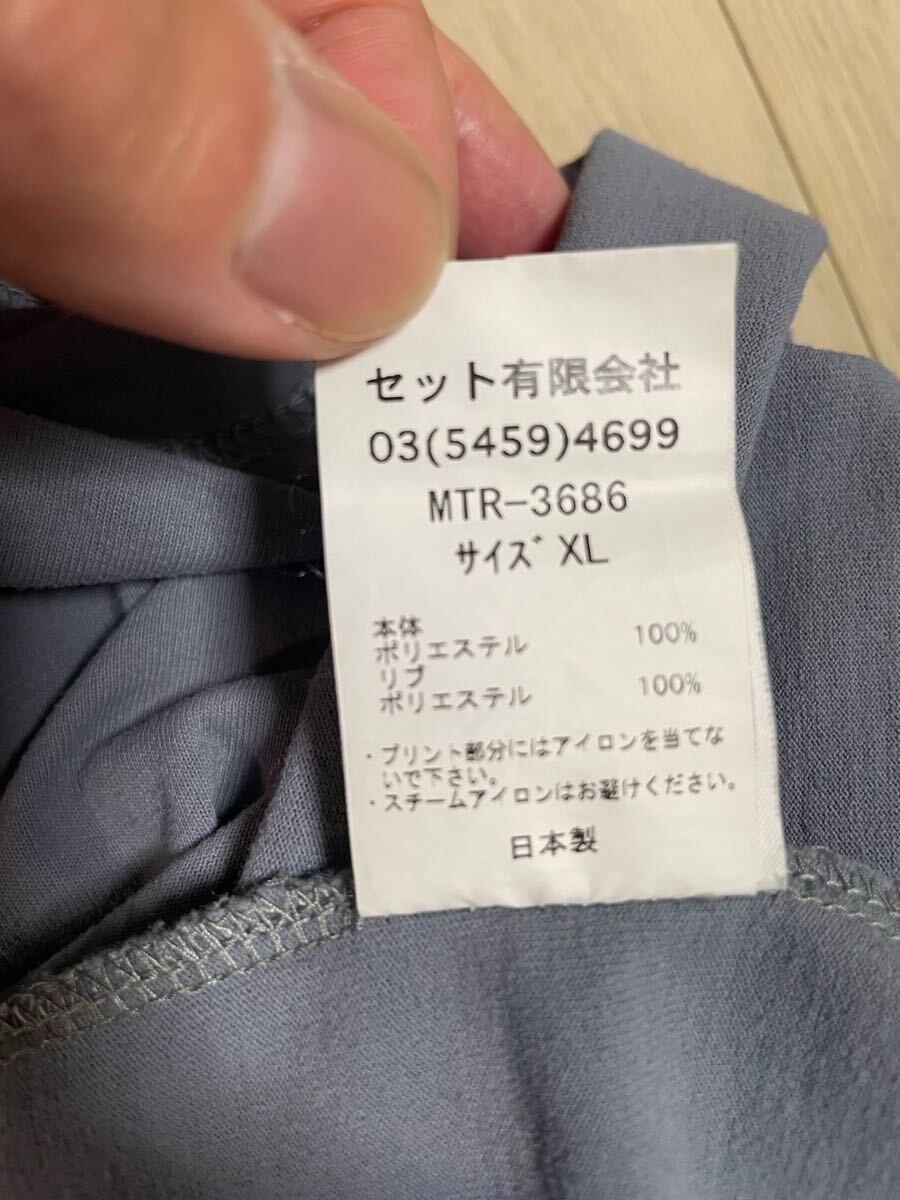 セット有限会社
03(5459)4699
MTR-3686
サイズ XL
本体
ポリエステル 100%
リブ
ポリエステル 100%
・プリント部分にはアイロンを当てな
いで下さい。
・スチームアイロンはお避けください。
日本製